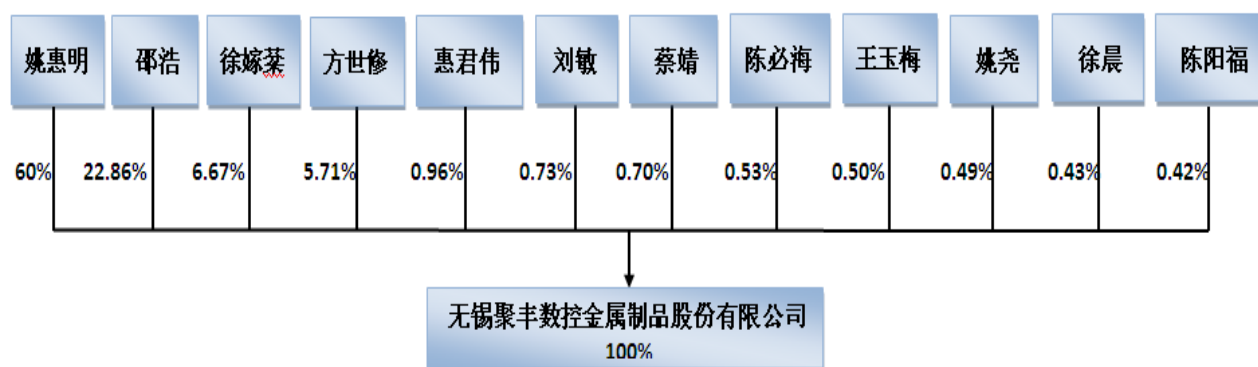 姚惠明 邵浩 徐嫁棻 方世修 惠君伟 刘敏 蔡婧 陈必海 王玉梅 姚尧 徐晨 陈阳福
60% 22.86% 6.67% 5.71% 0.96% 0.73% 0.70% 0.53% 0.50% 0.49% 0.43% 0.42%
无锡聚丰数控金属制品股份有限公司
100%